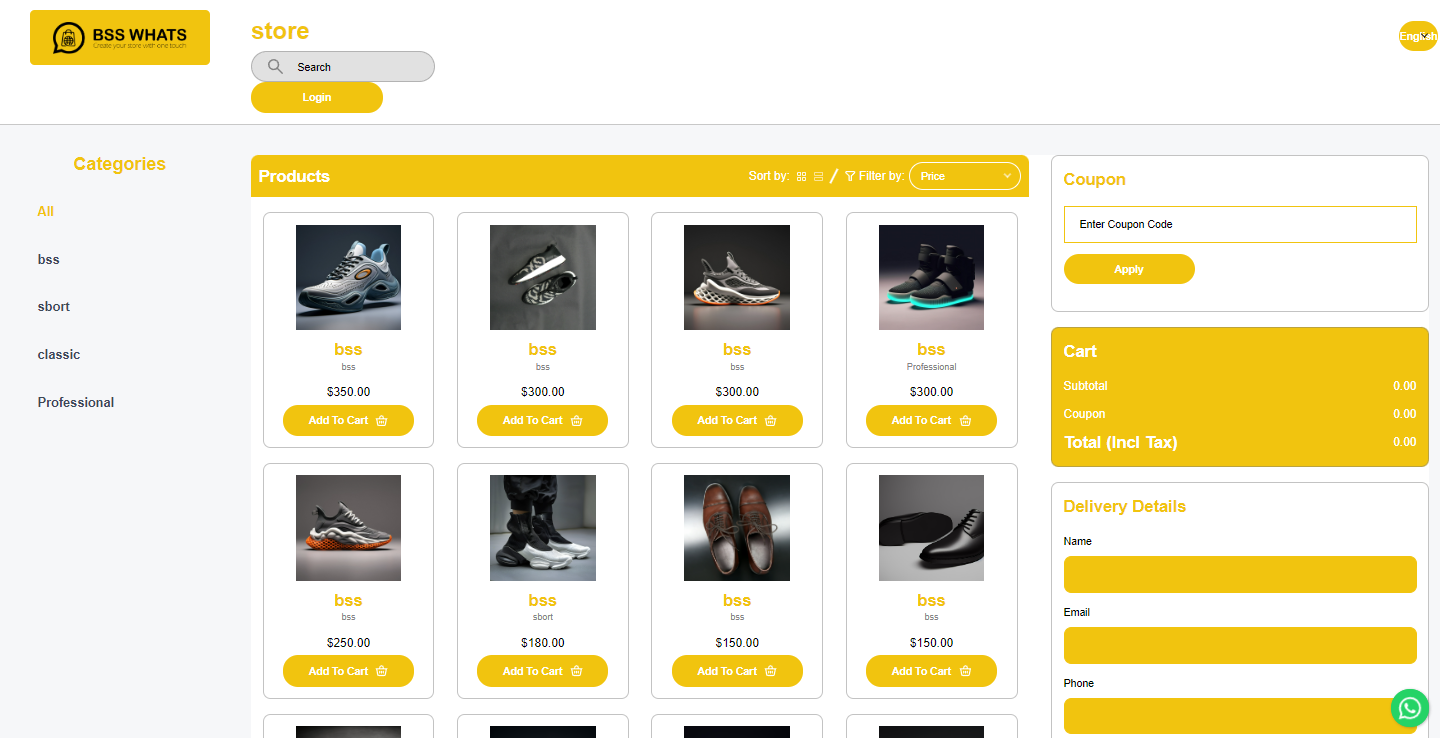 BSS WHATS
Create your store with one touch
store
English
Search
Login
Categories
All
bss
sbort
classic
Professional
Products
Sort by: / Filter by: Price
bss
bss
$350.00
Add To Cart
bss
bss
$300.00
Add To Cart
bss
bss
$300.00
Add To Cart
bss
Professional
$300.00
Add To Cart
bss
bss
$250.00
Add To Cart
bss
sbort
$180.00
Add To Cart
bss
bss
$150.00
Add To Cart
bss
bss
$150.00
Add To Cart
Coupon
Enter Coupon Code
Apply
Cart
Subtotal 0.00
Coupon 0.00
Total (Incl Tax) 0.00
Delivery Details
Name
Email
Phone